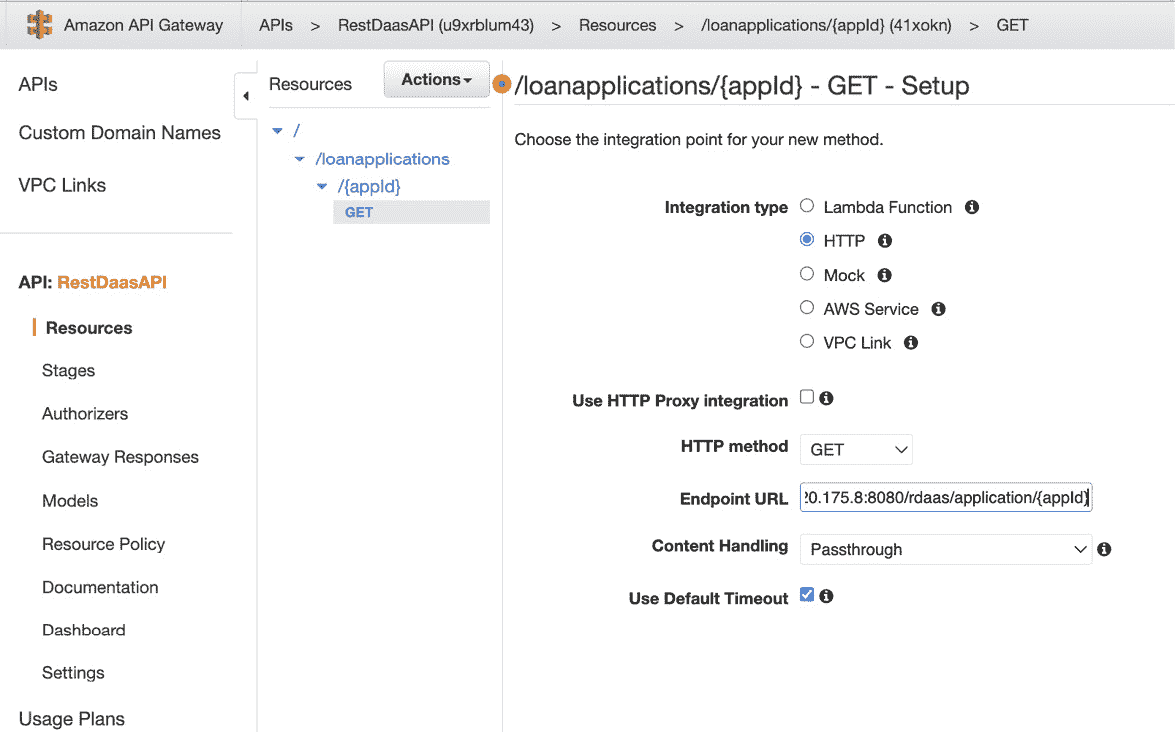 Amazon API Gateway APIs > RestDaasAPI (u9xrblum43) > Resources > /loanapplications/{appId} (41xokn) > GET
APIs
Custom Domain Names
VPC Links
API: RestDaasAPI
Resources
Stages
Authorizers
Gateway Responses
Models
Resource Policy
Documentation
Dashboard
Settings
Usage Plans
Resources Actions
/
/loanapplications
/{appId}
GET
/loanapplications/{appId} - GET - Setup
Choose the integration point for your new method.
Integration type Lambda Function
HTTP
Mock
AWS Service
VPC Link
Use HTTP Proxy integration
HTTP method GET
Endpoint URL 20.175.8:8080/rdaas/application/{appId}
Content Handling Passthrough
Use Default Timeout